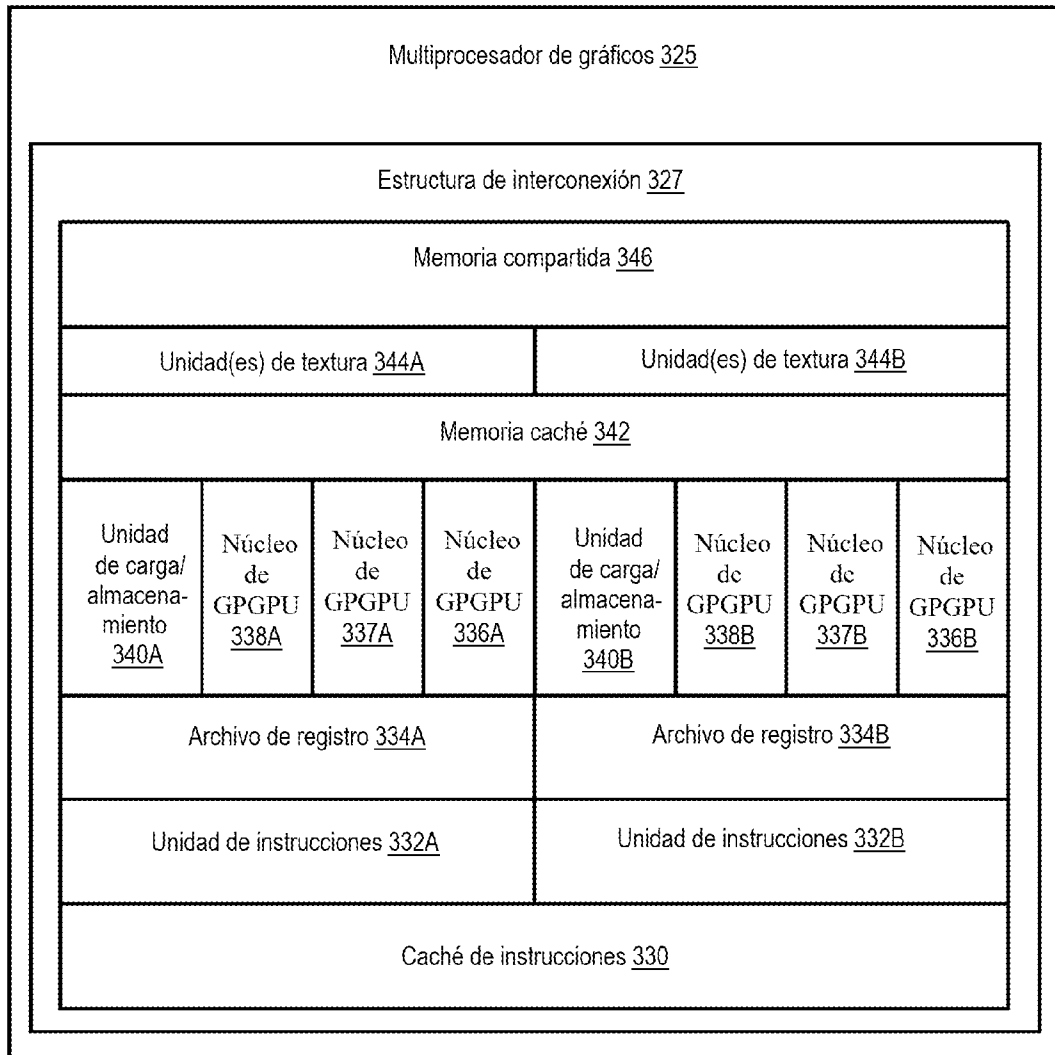 Multiprocesador de gráficos 325
Estructura de interconexión 327
Memoria compartida 346
Unidad(es) de textura 344A
Unidad(es) de textura 344B
Memoria caché 342
Unidad
de carga/
almacena-
miento
340A
Núcleo
de
GPGPU
338A
Núcleo
de
GPGPU
337A
Núcleo
de
GPGPU
336A
Unidad
de carga/
almacena-
miento
340B
Núcleo
de
GPGPU
338B
Núcleo
de
GPGPU
337B
Núcleo
de
GPGPU
336B
Archivo de registro 334A
Archivo de registro 334B
Unidad de instrucciones 332A
Unidad de instrucciones 332B
Caché de instrucciones 330